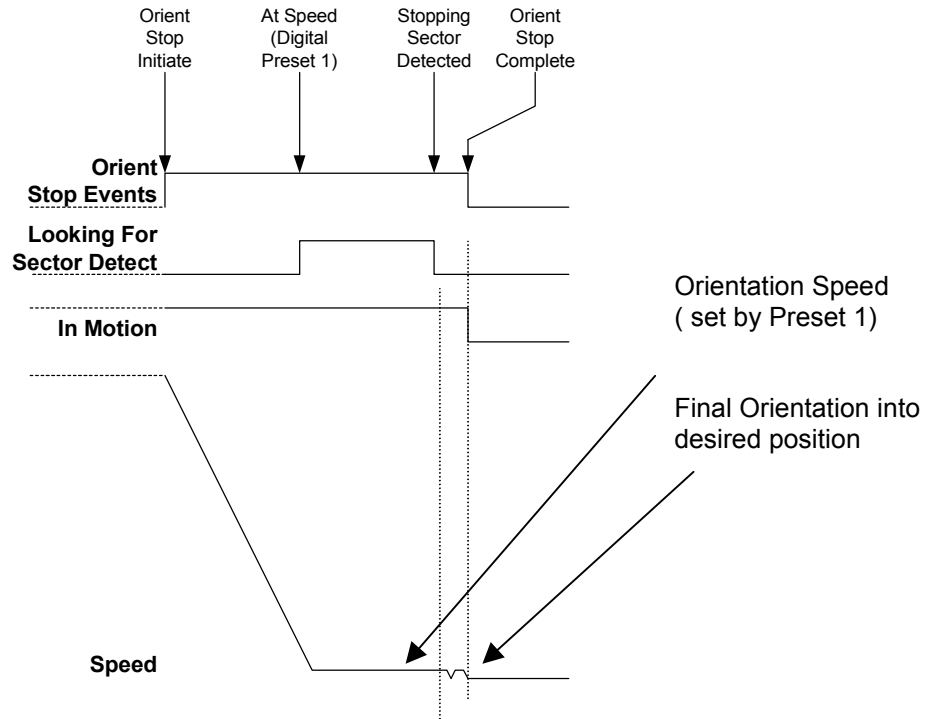 Orient
Stop
Initiate
At Speed
(Digital
Preset 1)
Stopping
Sector
Detected
Orient
Stop
Complete
Orient
Stop Events
Looking For
Sector Detect
In Motion
Orientation Speed
( set by Preset 1)
Final Orientation into
desired position
Speed